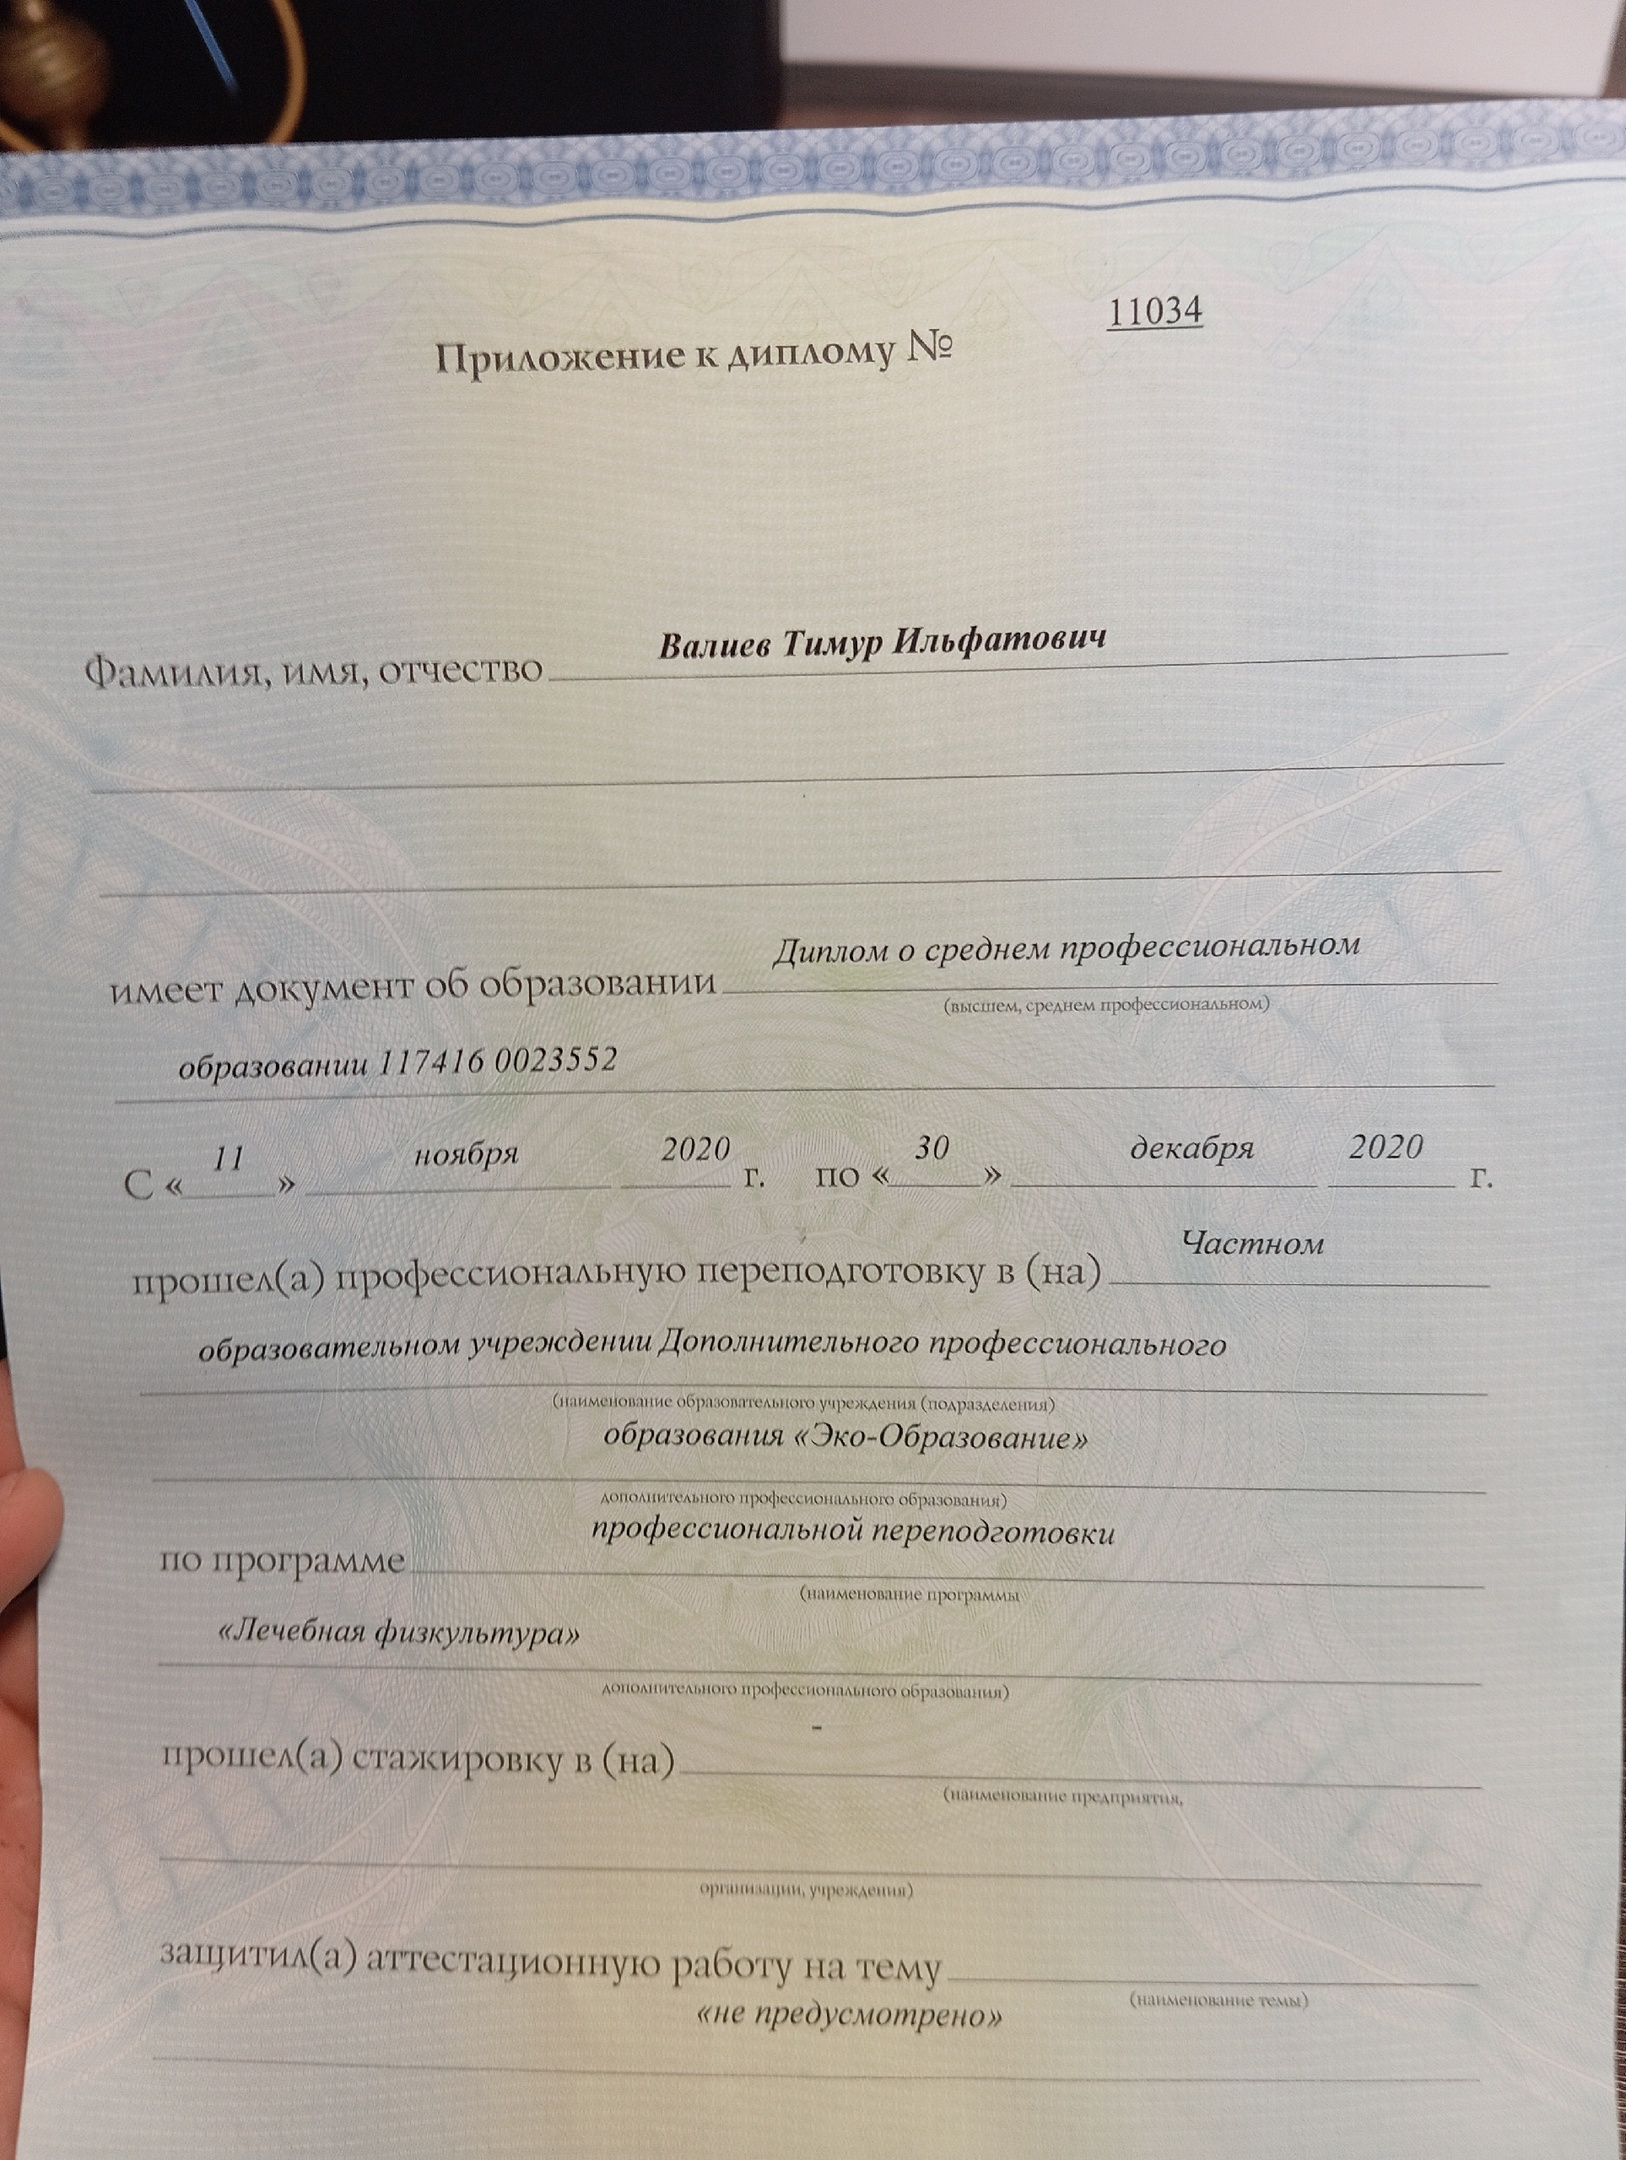 11034
Приложение к диплому №
Валиев Тимур Ильфатович
Фамилия, имя, отчество
Диплом о среднем профессиональном
имеет документ об образовании
(высшем, среднем профессиональном)
образовании 117416 0023552
С « 11 » ноября 2020 г. по « 30 » декабря 2020 г.
Частном
прошел(а) профессиональную переподготовку в (на)
образовательном учреждении Дополнительного профессионального
(наименование образовательного учреждения (подразделения)
образования «Эко-Образование»
дополнительного профессионального образования)
профессиональной переподготовки
по программе
(наименование программы
«Лечебная физкультура»
дополнительного профессионального образования)
-
прошел(а) стажировку в (на)
(наименование предприятия,
организации, учреждения)
защитил(а) аттестационную работу на тему
(наименование темы)
«не предусмотрено»